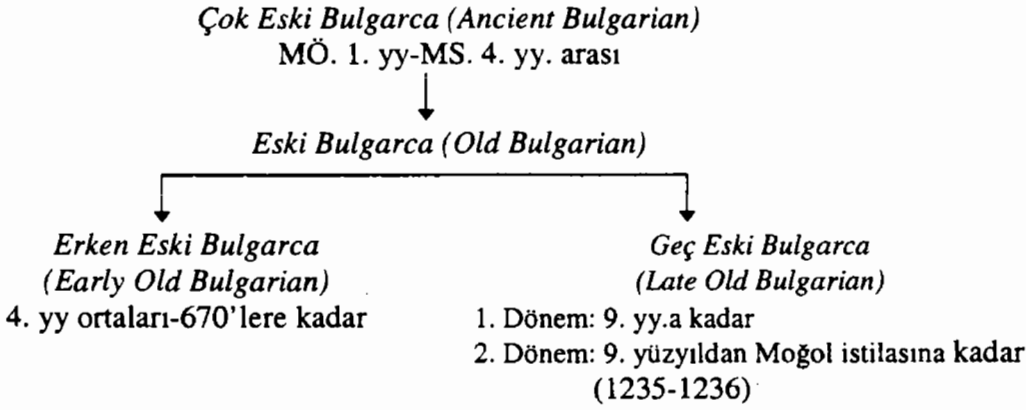 Çok Eski Bulgarca (Ancient Bulgarian)
MÖ. 1. yy-MS. 4. yy. arası
Eski Bulgarca (Old Bulgarian)
Erken Eski Bulgarca
(Early Old Bulgarian)
4. yy ortaları-670'lere kadar
Geç Eski Bulgarca
(Late Old Bulgarian)
1. Dönem: 9. yy.a kadar
2. Dönem: 9. yüzyıldan Moğol istilasına kadar
(1235-1236)